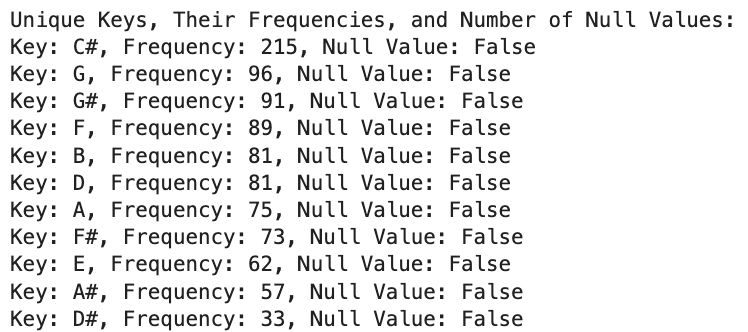 Unique Keys, Their Frequencies, and Number of Null Values:
Key: C#, Frequency: 215, Null Value: False
Key: G, Frequency: 96, Null Value: False
Key: G#, Frequency: 91, Null Value: False
Key: F, Frequency: 89, Null Value: False
Key: B, Frequency: 81, Null Value: False
Key: D, Frequency: 81, Null Value: False
Key: A, Frequency: 75, Null Value: False
Key: F#, Frequency: 73, Null Value: False
Key: E, Frequency: 62, Null Value: False
Key: A#, Frequency: 57, Null Value: False
Key: D#, Frequency: 33, Null Value: False